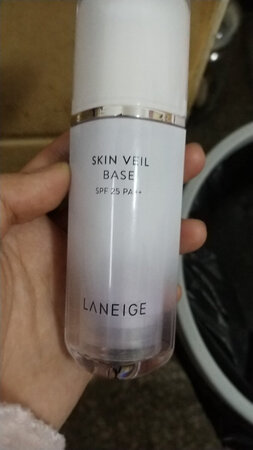 SKIN VEIL
BASE
SPF 25 PA++
LANEIGE